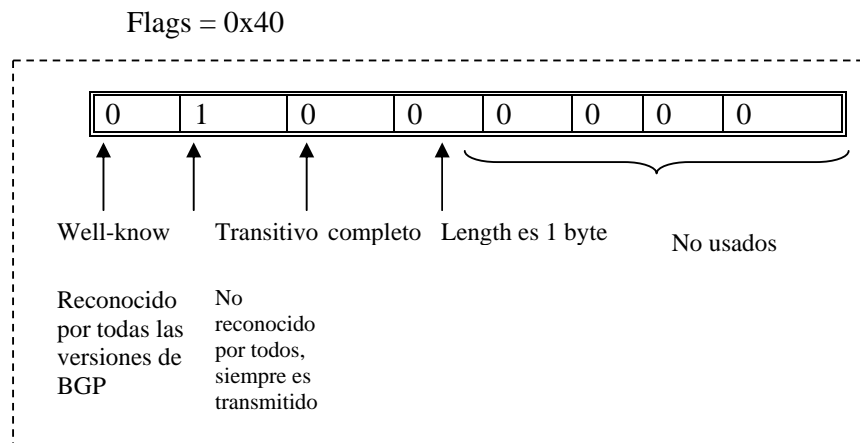 Flags = 0x40
0 1 0 0 0 0 0 0
Well-know Transitivo completo Length es 1 byte
No usados
Reconocido
por todas las
versiones de
BGP
No
reconocido
por todos,
siempre es
transmitido